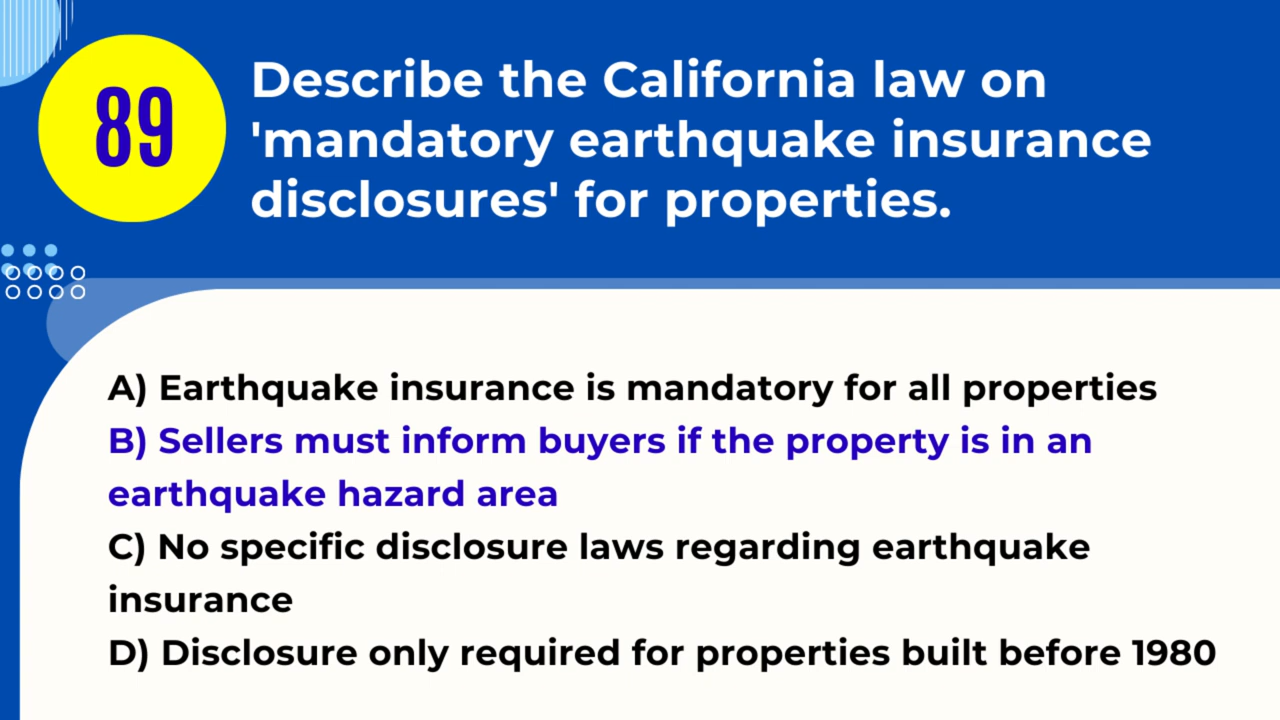 89
Describe the California law on
'mandatory earthquake insurance
disclosures' for properties.
A) Earthquake insurance is mandatory for all properties
B) Sellers must inform buyers if the property is in an
earthquake hazard area
C) No specific disclosure laws regarding earthquake
insurance
D) Disclosure only required for properties built before 1980